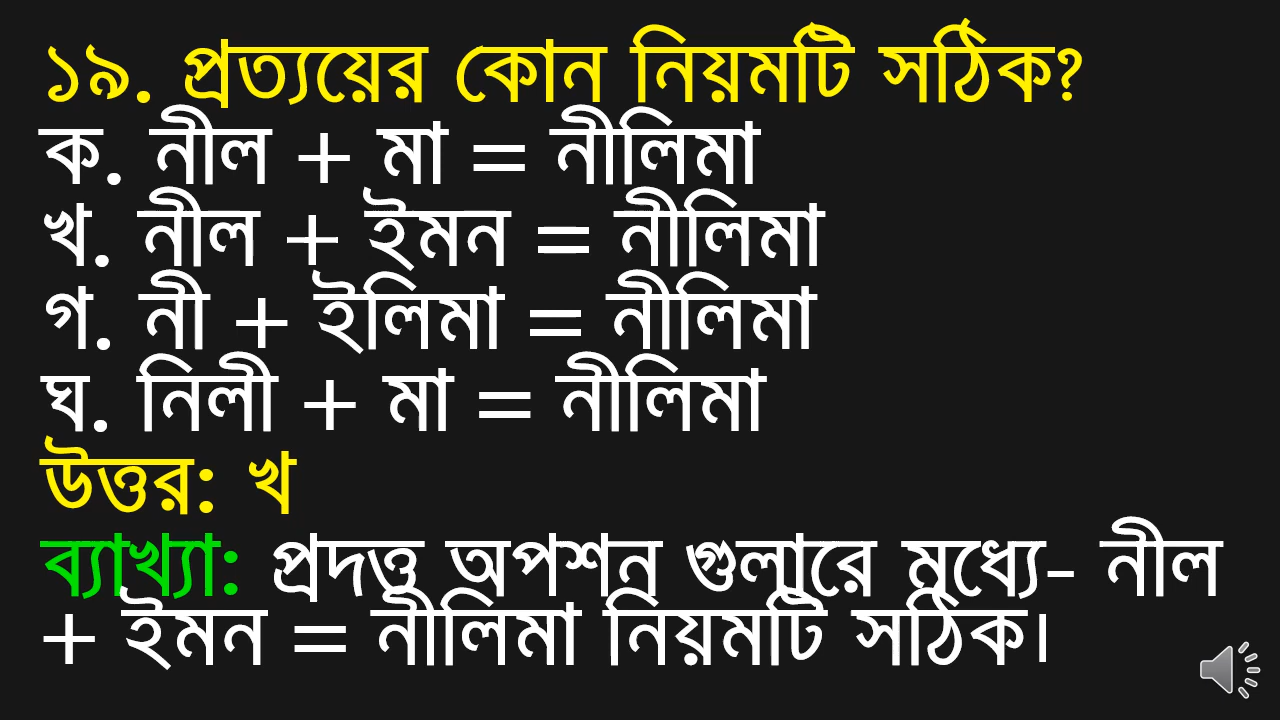 ১৯. প্রত্যয়ের কোন নিয়মটি সঠিক?
ক. নীল + মা = নীলিমা
খ. নীল + ইমন = নীলিমা
গ. নী + ইলিমা = নীলিমা
ঘ. নিলী + মা = নীলিমা
উত্তর: খ
ব্যাখ্যা: প্রদত্ত অপশন গুলারে মধ্যে- নীল
+ ইমন = নীলিমা নিয়মটি সঠিক।